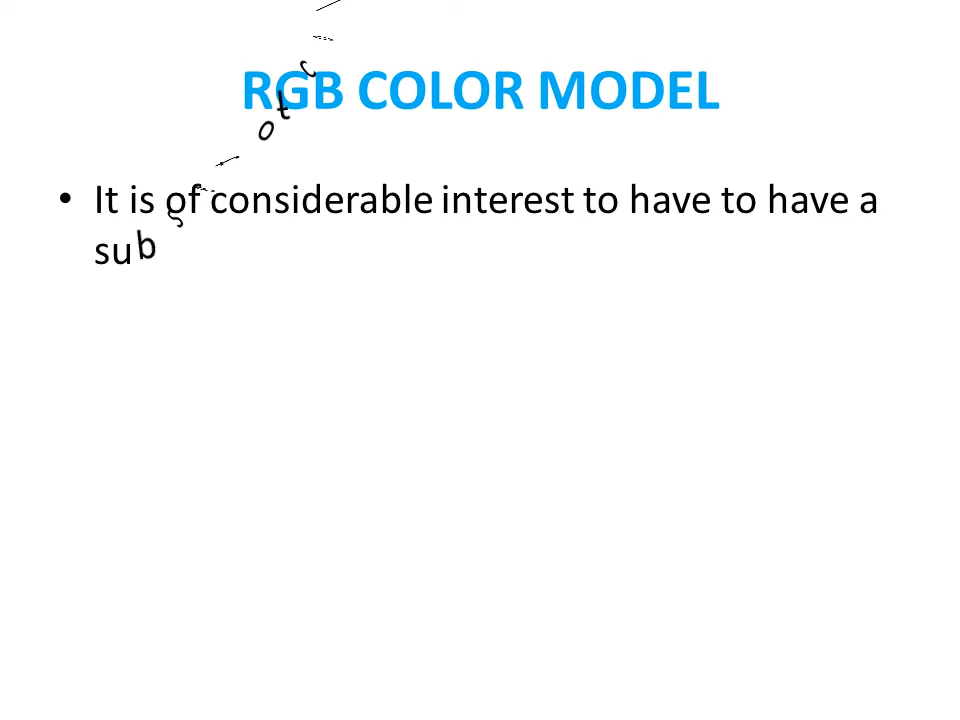 RGB COLOR MODEL
• It is of considerable interest to have to have a
sub